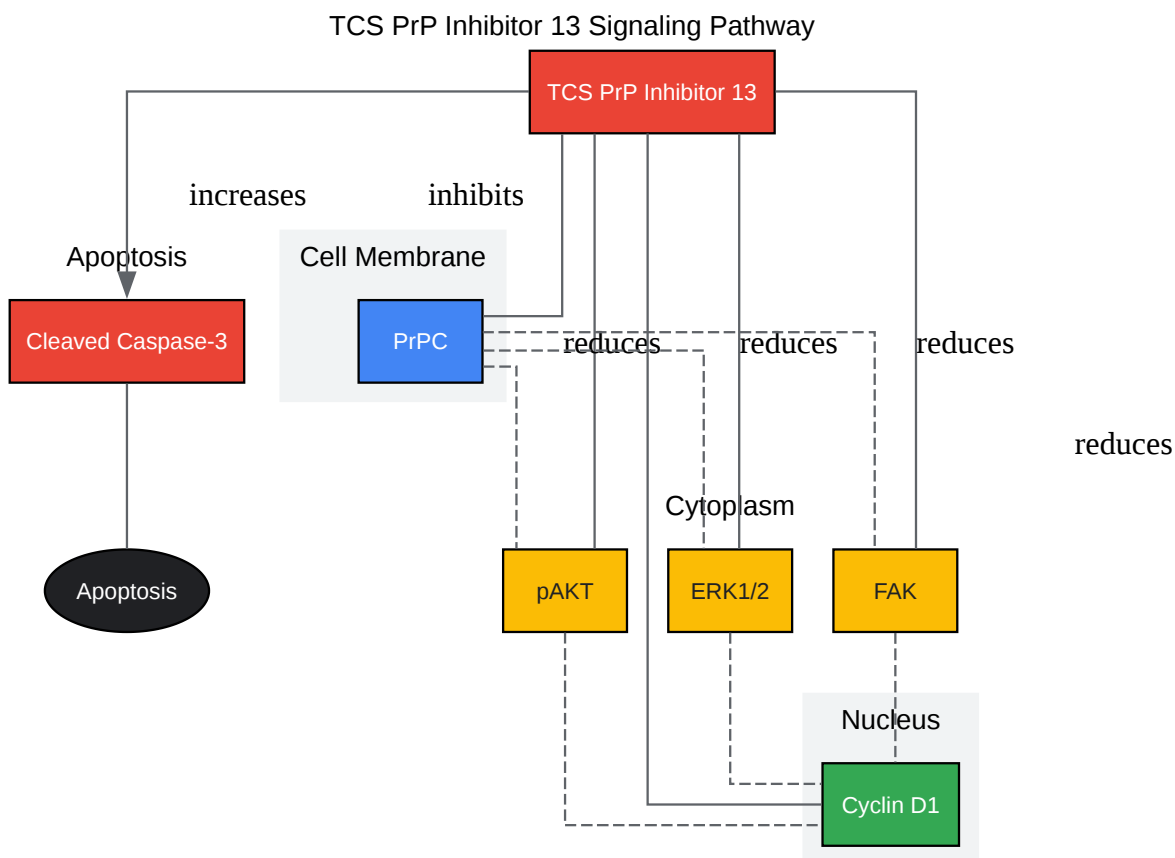 TCS PrP Inhibitor 13 Signaling Pathway
TCS PrP Inhibitor 13
increases
inhibits
Apoptosis
Cell Membrane
Cleaved Caspase-3
PrPC
reduces
reduces
reduces
reduces
Cytoplasm
Apoptosis
pAKT
ERK1/2
FAK
Nucleus
Cyclin D1